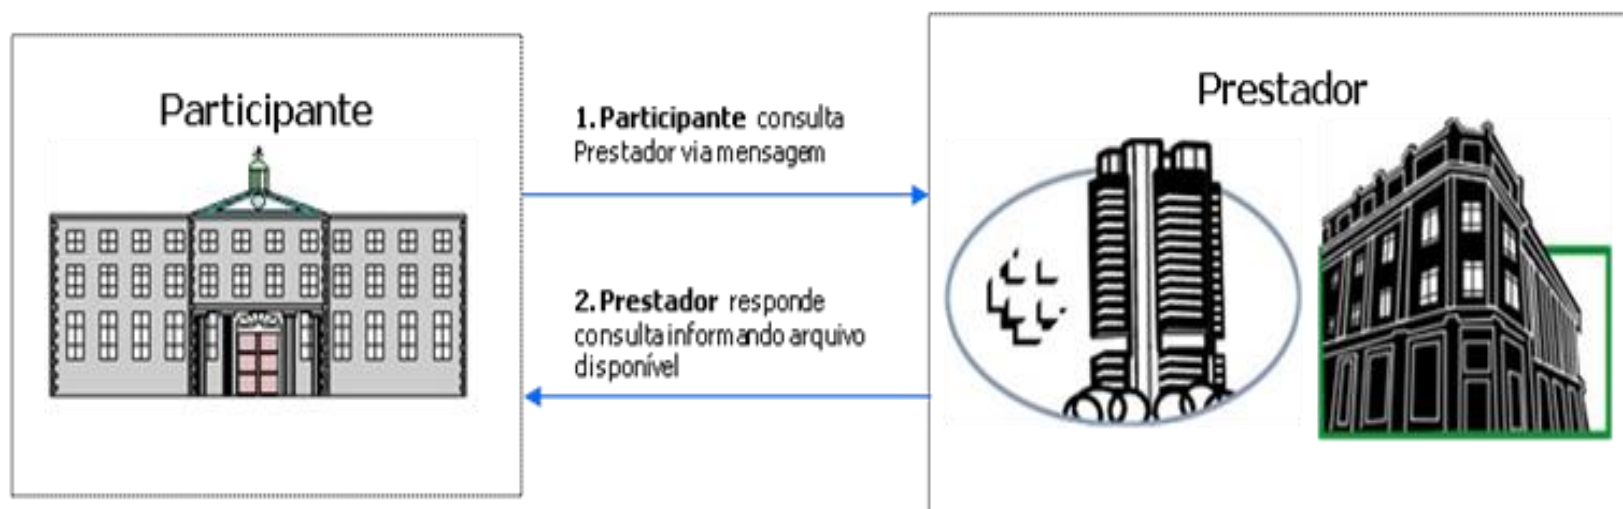 Participante
1. Participante consulta
Prestador via mensagem
2. Prestador responde
consulta informando arquivo
disponível
Prestador